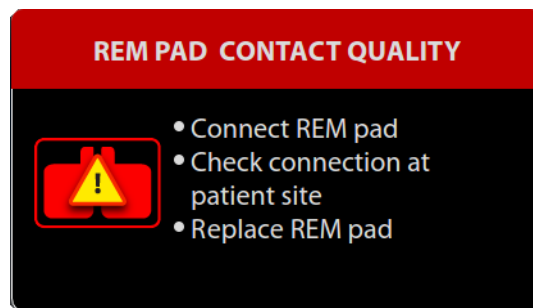 REM PAD CONTACT QUALITY
• Connect REM pad
• Check connection at
patient site
• Replace REM pad
!